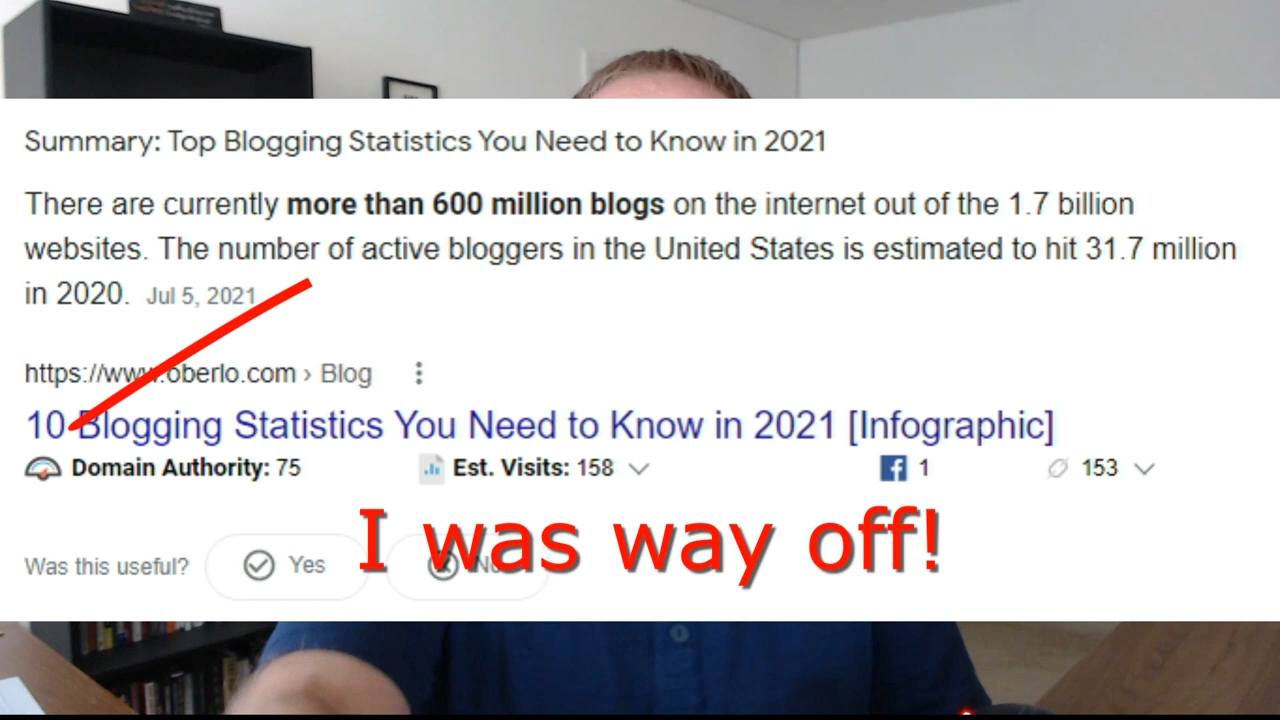 Summary: Top Blogging Statistics You Need to Know in 2021
There are currently more than 600 million blogs on the internet out of the 1.7 billion
websites. The number of active bloggers in the United States is estimated to hit 31.7 million
in 2020. Jul 5, 2021
https://www.oberlo.com › Blog
10 Blogging Statistics You Need to Know in 2021 [Infographic]
Domain Authority: 75 Est. Visits: 158 1 153
I was way off!
Was this useful? Yes No